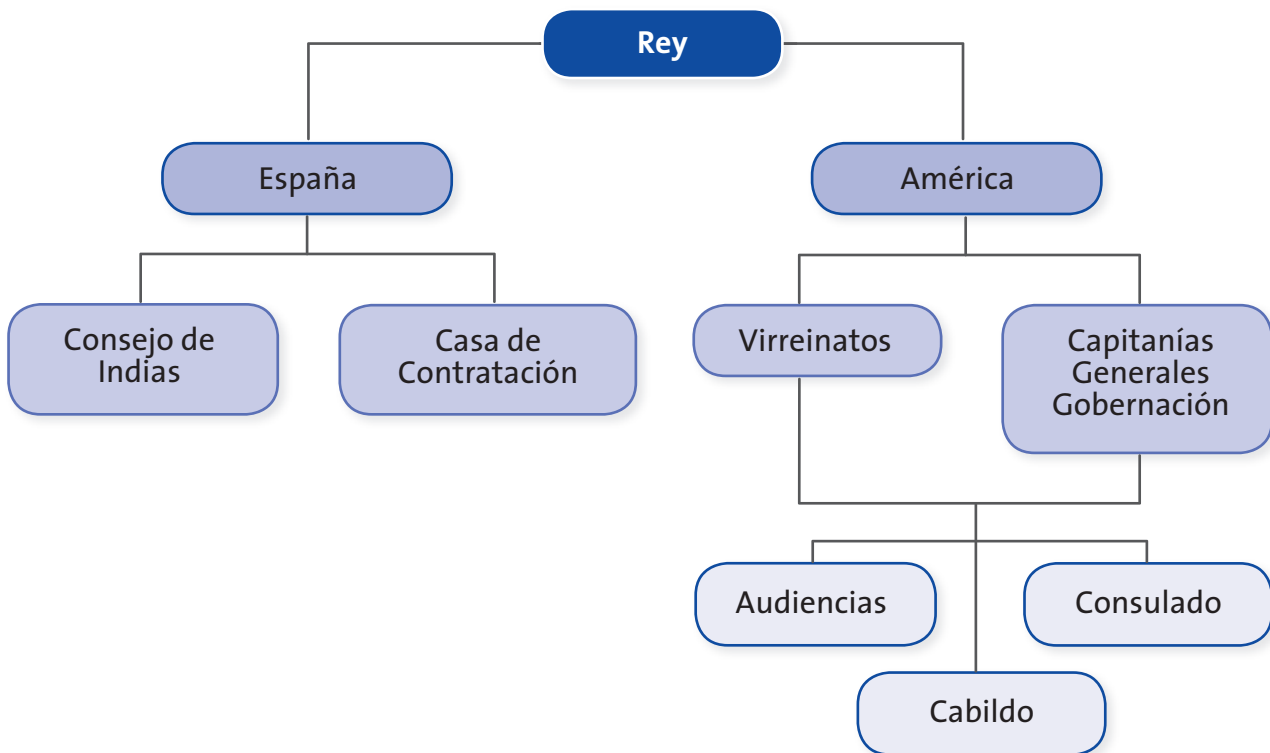 Rey
España
América
Consejo de
Indias
Casa de
Contratación
Virreinatos
Capitanías
Generales
Gobernación
Audiencias
Consulado
Cabildo